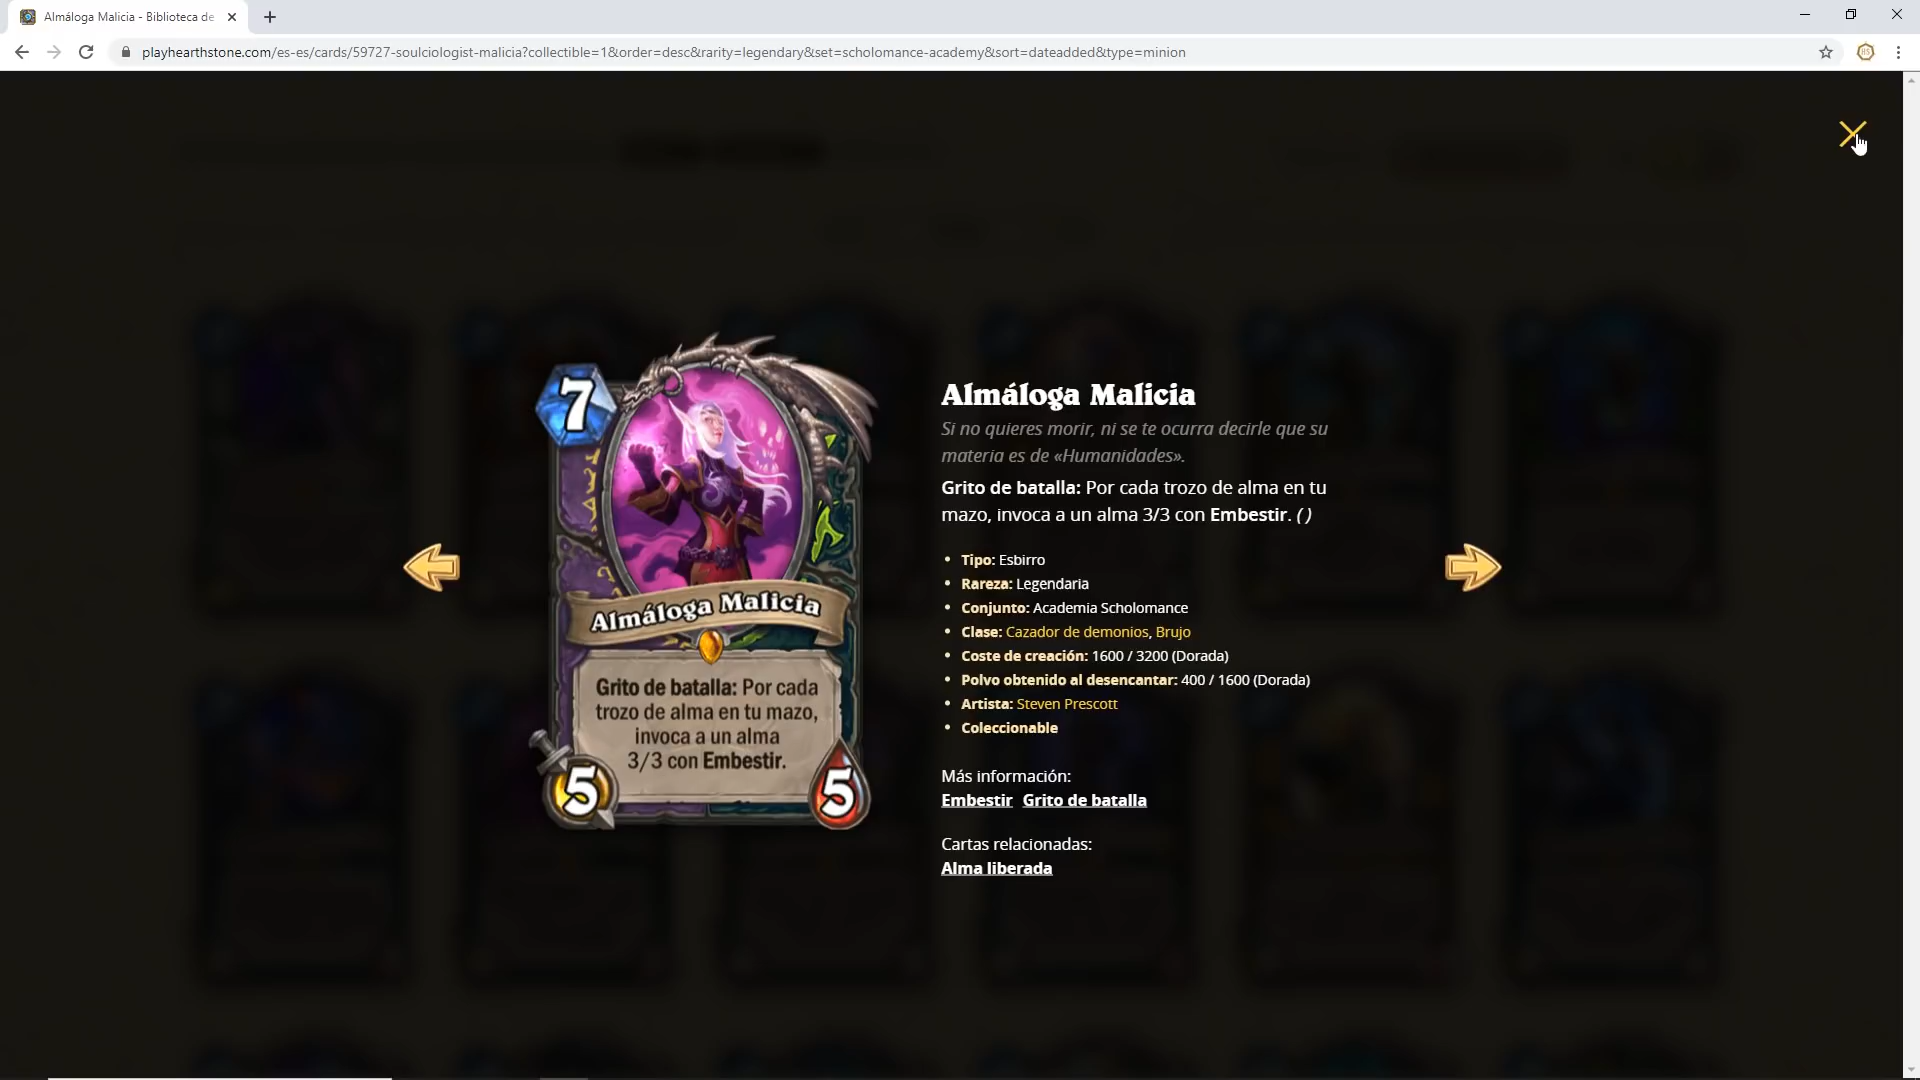 Almáloga Malicia - Biblioteca de
playhearthstone.com/es-es/cards/59727-soulciologist-malicia?collectible=1&order=desc&rarity=legendary&set=scholomance-academy&sort=dateadded&type=minion
7
Almáloga Malicia
Grito de batalla: Por cada
trozo de alma en tu mazo,
invoca a un alma
3/3 con Embestir.
5
5
Almáloga Malicia
Si no quieres morir, ni se te ocurra decirle que su
materia es de «Humanidades».
Grito de batalla: Por cada trozo de alma en tu
mazo, invoca a un alma 3/3 con Embestir. ( )
• Tipo: Esbirro
• Rareza: Legendaria
• Conjunto: Academia Scholomance
• Clase: Cazador de demonios, Brujo
• Coste de creación: 1600 / 3200 (Dorada)
• Polvo obtenido al desencantar: 400 / 1600 (Dorada)
• Artista: Steven Prescott
• Coleccionable
Más información:
Embestir Grito de batalla
Cartas relacionadas:
Alma liberada